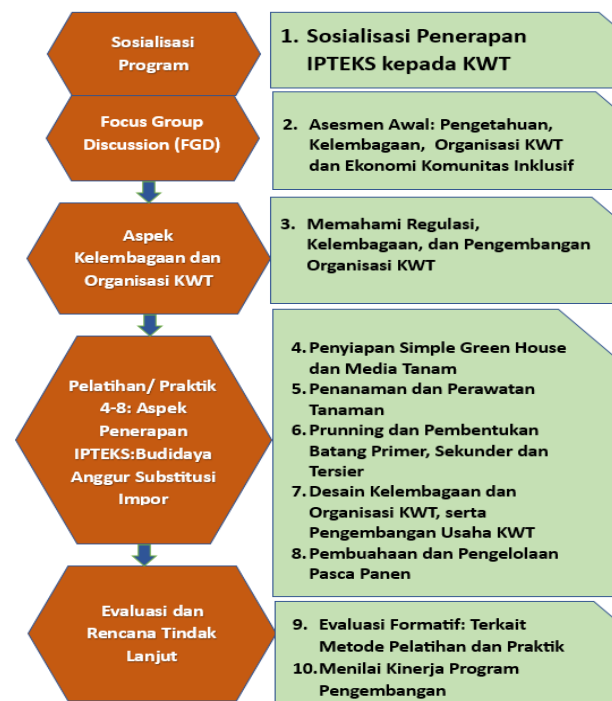 Sosialisasi
Program
1. Sosialisasi Penerapan
IPTEKS kepada KWT
Focus Group
Discussion (FGD)
2. Asesmen Awal: Pengetahuan,
Kelembagaan, Organisasi KWT
dan Ekonomi Komunitas Inklusif
Aspek
Kelembagaan dan
Organisasi KWT
3. Memahami Regulasi,
Kelembagaan, dan Pengembangan
Organisasi KWT
Pelatihan/ Praktik
4-8: Aspek
Penerapan
IPTEKS:Budidaya
Anggur Substitusi
Impor
4. Penyiapan Simple Green House
dan Media Tanam
5. Penanaman dan Perawatan
Tanaman
6. Prunning dan Pembentukan
Batang Primer, Sekunder dan
Tersier
7. Desain Kelembagaan dan
Organisasi KWT, serta
Pengembangan Usaha KWT
8. Pembuahaan dan Pengelolaan
Pasca Panen
Evaluasi dan
Rencana Tindak
Lanjut
9. Evaluasi Formatif: Terkait
Metode Pelatihan dan Praktik
10. Menilai Kinerja Program
Pengembangan